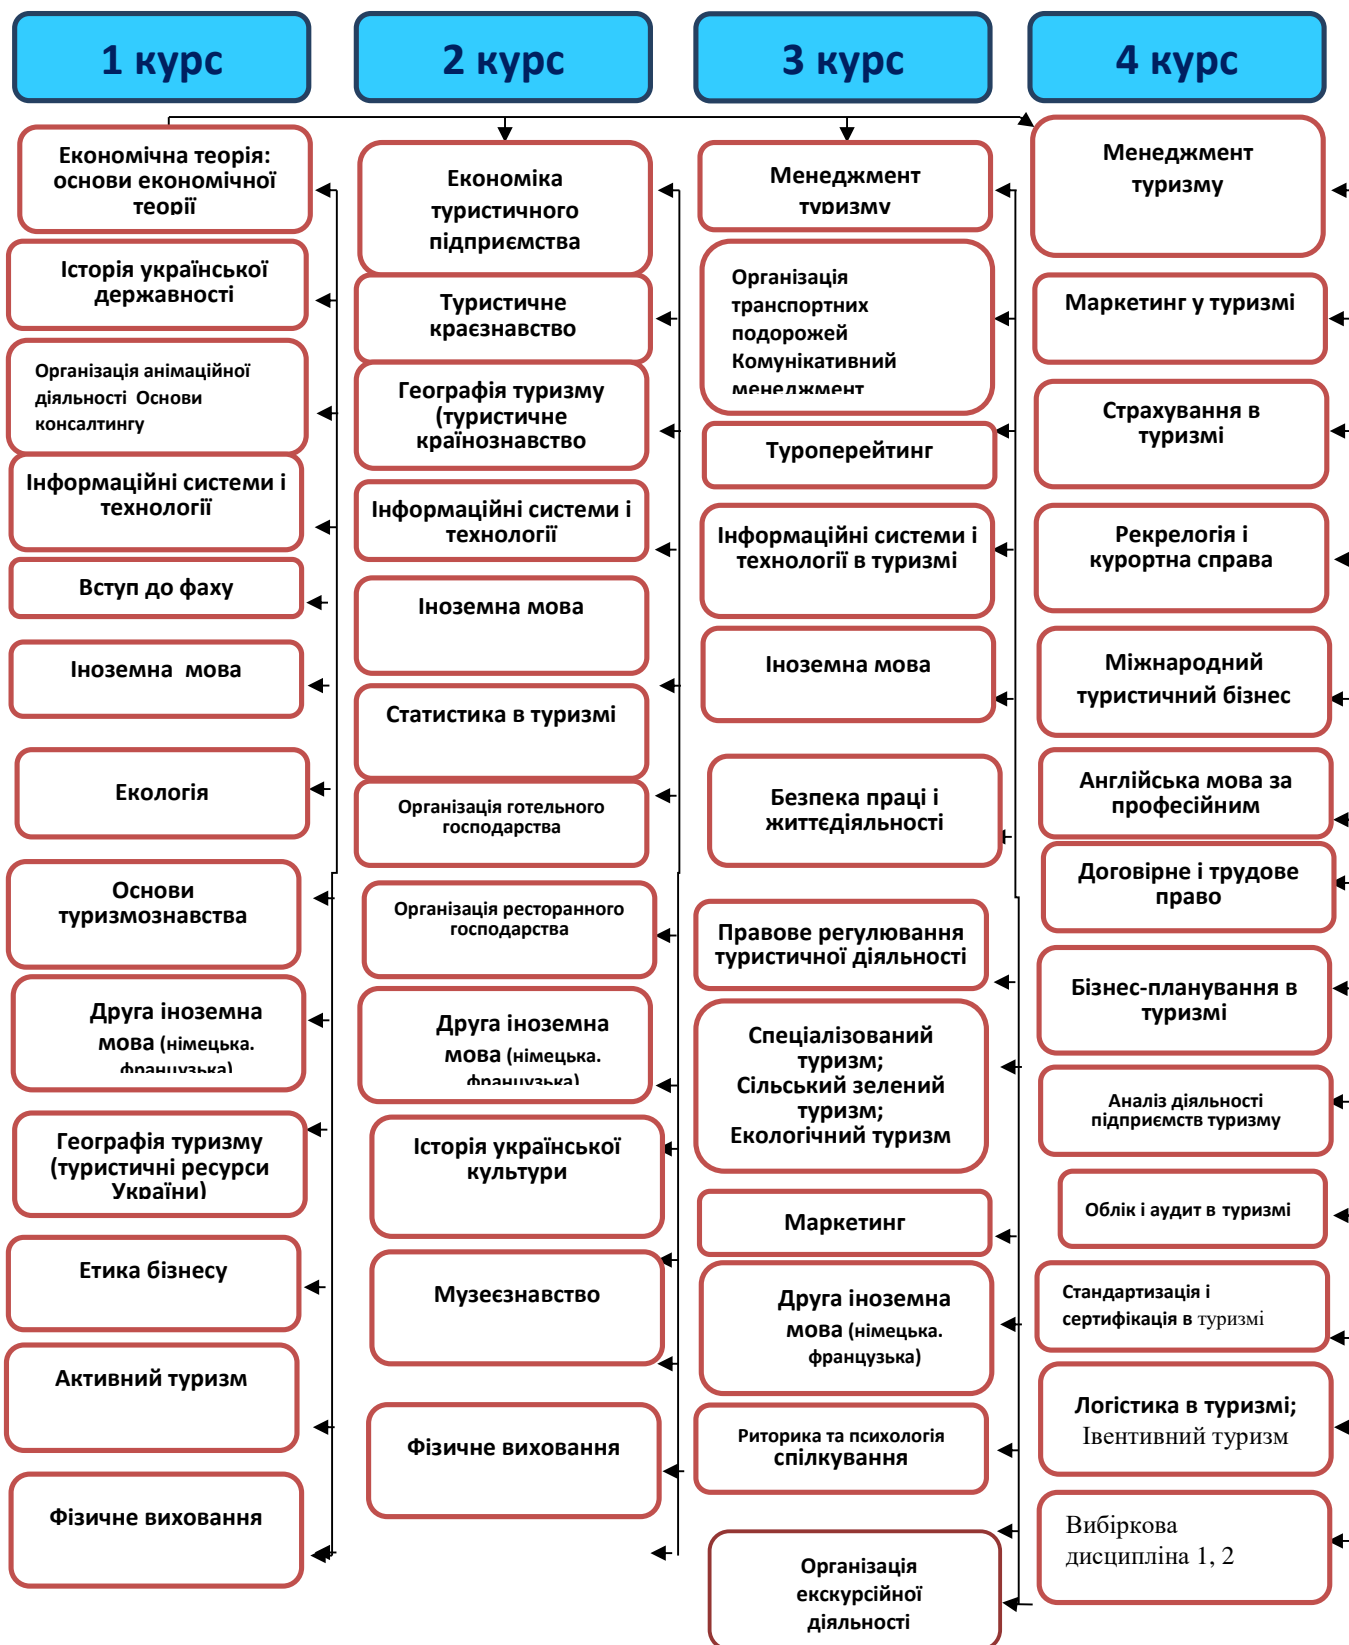 1 курс
2 курс
3 курс
4 курс
Економічна теорія:
основи економічної
теорії
Історія української
державності
Організація анімаційної
діяльності Основи
консалтингу
Інформаційні системи і
технології
Вступ до фаху
Іноземна мова
Екологія
Основи
туризмознавства
Друга іноземна
мова (німецька.
французька)
Географія туризму
(туристичні ресурси
України)
Етика бізнесу
Активний туризм
Фізичне виховання
Економіка
туристичного
підприємства
Туристичне
краєзнавство
Географія туризму
(туристичне
країнознавство
Інформаційні системи і
технології
Іноземна мова
Статистика в туризмі
Організація готельного
господарства
Організація ресторанного
господарства
Друга іноземна
мова (німецька.
французька)
Історія української
культури
Музеєзнавство
Фізичне виховання
Менеджмент
туризму
Організація
транспортних
подорожей
Комунікативний
менеджмент
Туроперейтинг
Інформаційні системи і
технології в туризмі
Іноземна мова
Безпека праці і
життєдіяльності
Правове регулювання
туристичної діяльності
Спеціалізований
туризм;
Сільський зелений
туризм;
Екологічний туризм
Маркетинг
Друга іноземна
мова (німецька.
французька)
Риторика та психологія
спілкування
Організація
екскурсійної
діяльності
Менеджмент
туризму
Маркетинг у туризмі
Страхування в
туризмі
Рекрелогія і
курортна справа
Міжнародний
туристичний бізнес
Англійська мова за
професійним
Договірне і трудове
право
Бізнес-планування в
туризмі
Аналіз діяльності
підприємств туризму
Облік і аудит в туризмі
Стандартизація і
сертифікація в туризмі
Логістика в туризмі;
Івентивний туризм
Вибіркова
дисципліна 1, 2